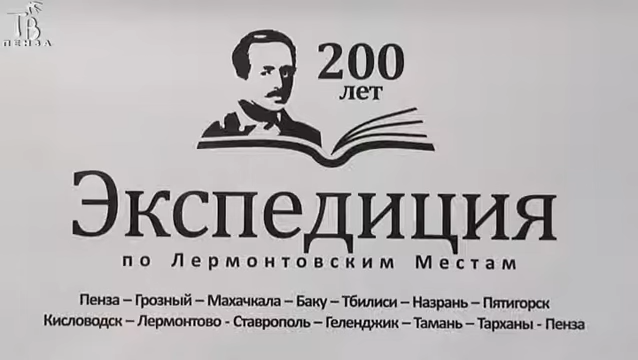 ТВ
ПЕНЗА
200
лет
Экспедиция
по Лермонтовским Местам
Пенза – Грозный – Махачкала – Баку – Тбилиси – Назрань – Пятигорск
Кисловодск – Лермонтово - Ставрополь – Геленджик – Тамань – Тарханы - Пенза